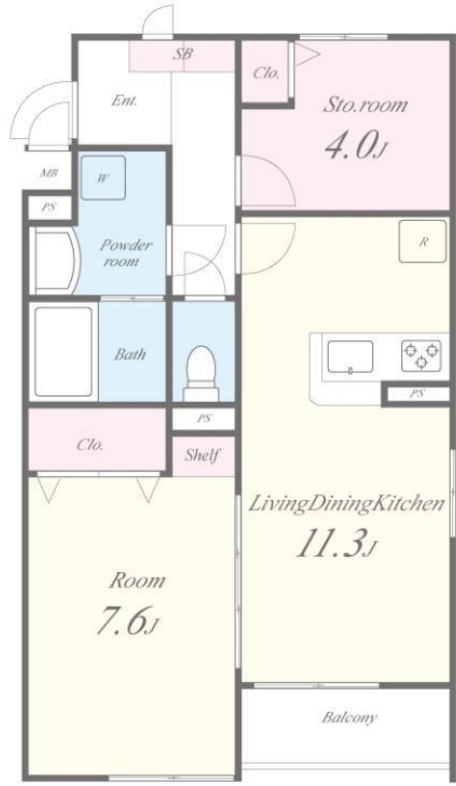 SB
Ent.
Clo.
Sto.room
4.0J
MB
W
PS
Powder
room
R
Bath
PS
PS
Clo.
Shelf
LivingDiningKitchen
11.3J
Room
7.6J
Balcony